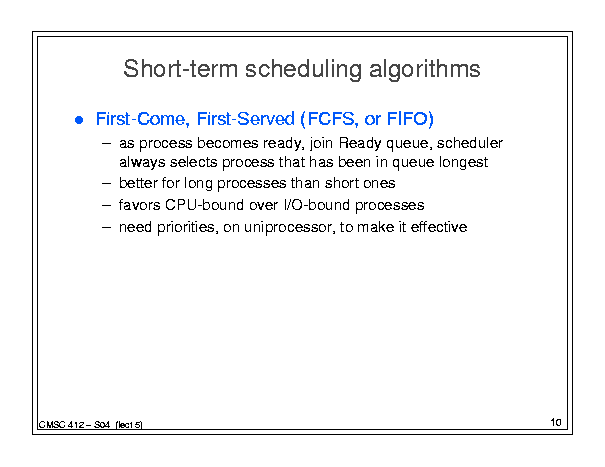 Short-term scheduling algorithms
● First-Come, First-Served (FCFS, or FIFO)
– as process becomes ready, join Ready queue, scheduler
always selects process that has been in queue longest
– better for long processes than short ones
– favors CPU-bound over I/O-bound processes
– need priorities, on uniprocessor, to make it effective
CMSC 412 – S04 (lect 5)
10